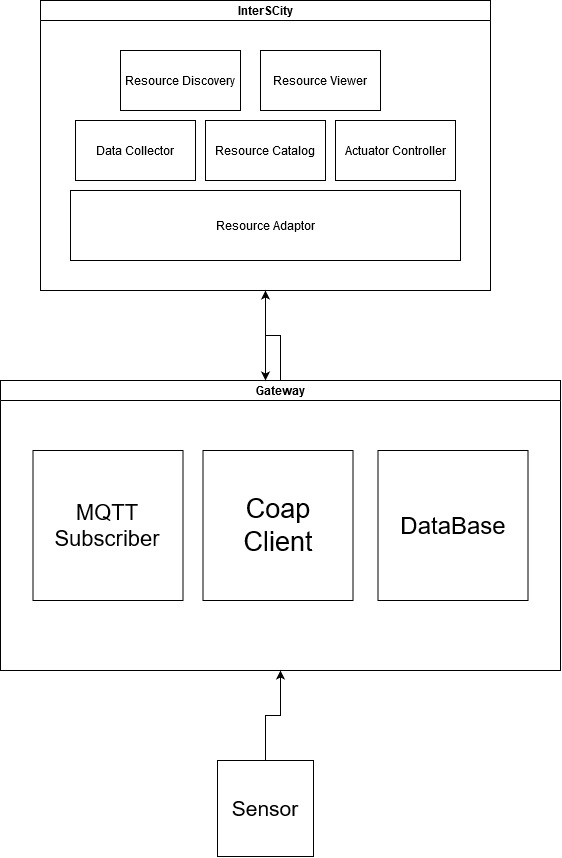 InterSCity
Resource Discovery
Resource Viewer
Data Collector
Resource Catalog
Actuator Controller
Resource Adaptor
Gateway
MQTT
Subscriber
Coap
Client
DataBase
Sensor